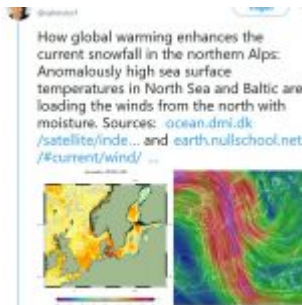 How global warming enhances the
current snowfall in the northern Alps:
Anomalously high sea surface
temperatures in North Sea and Baltic are
loading the winds from the north with
moisture. Sources: ocean.dmi.dk
/satellite/inde... and earth.nullschool.net
/#current/wind/ ...